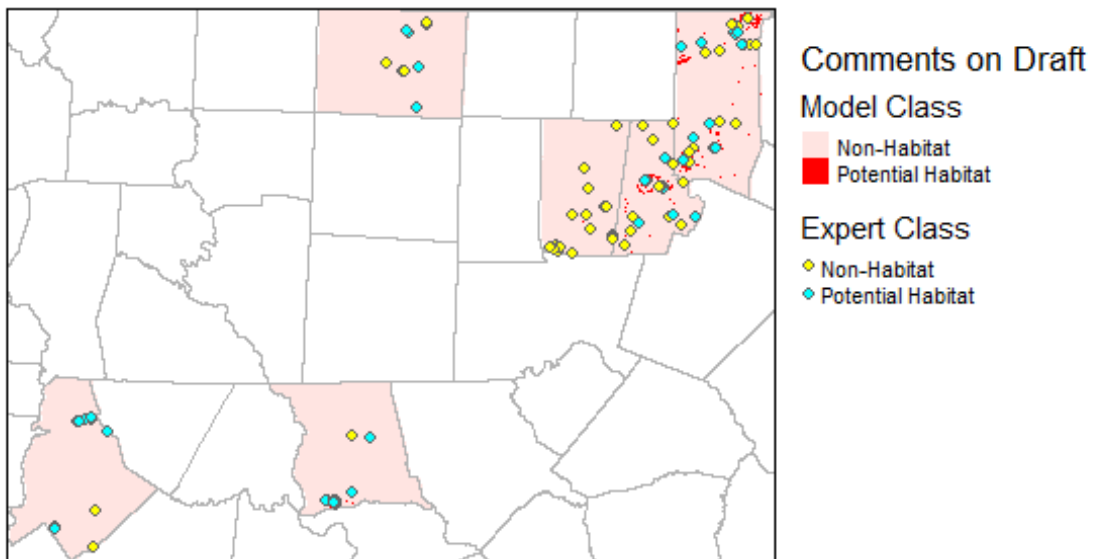 Comments on Draft
Model Class
Non-Habitat
Potential Habitat
Expert Class
Non-Habitat
Potential Habitat